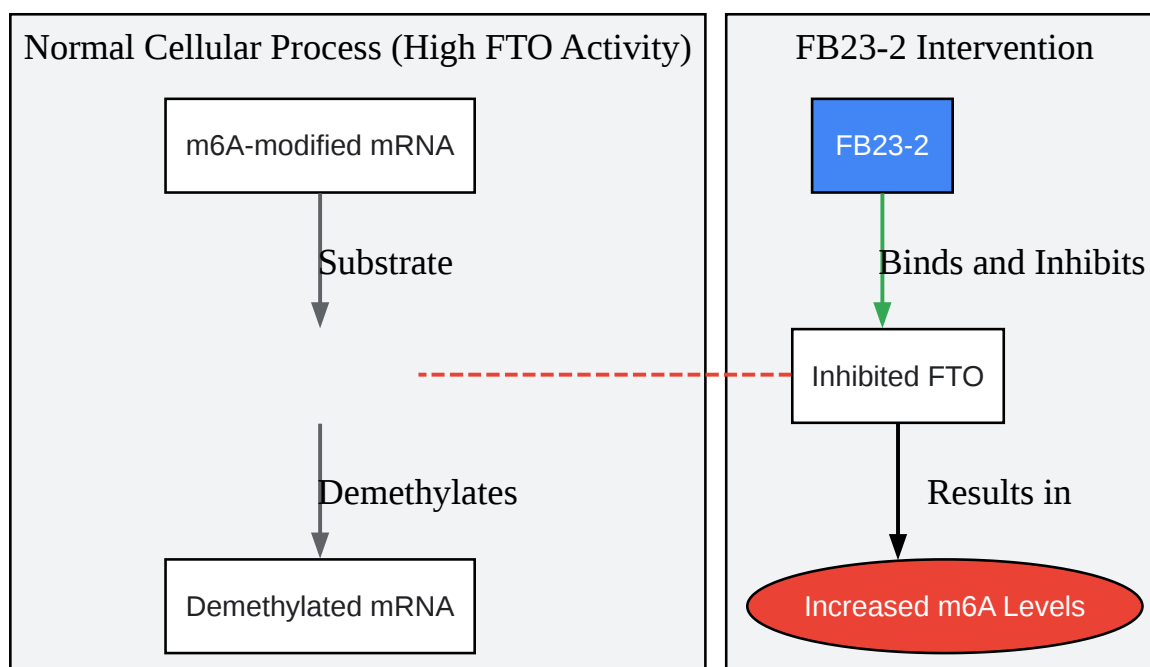 Normal Cellular Process (High FTO Activity)
m6A-modified mRNA
Substrate
Demethylates
Demethylated mRNA
FB23-2 Intervention
FB23-2
Binds and Inhibits
Inhibited FTO
Results in
Increased m6A Levels